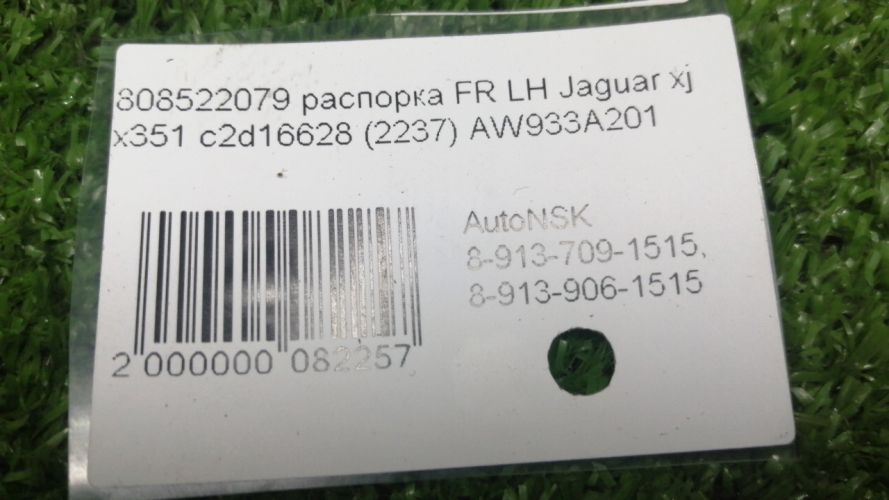 808522079 распорка FR LH Jaguar xj
x351 c2d16628 (2237) AW933A201
AutoNSK
8-913-709-1515,
8-913-906-1515
2 000000 082257